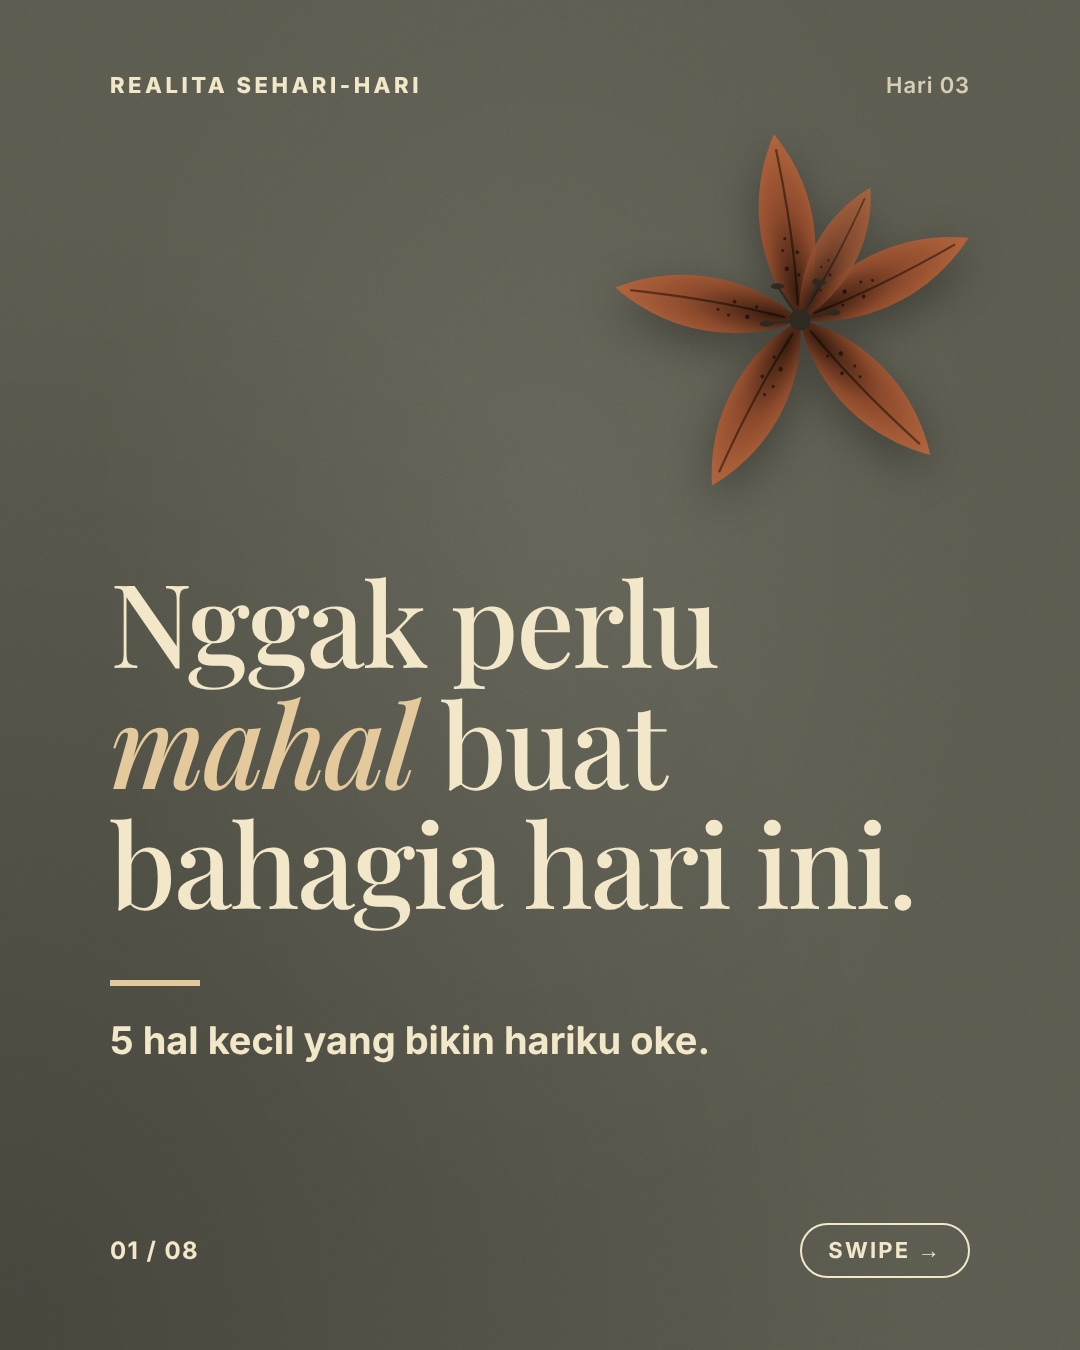 REALITA SEHARI-HARI
Hari 03
Nggak perlu
mahal buat
bahagia hari ini.
5 hal kecil yang bikin hariku oke.
01 / 08
SWIPE →